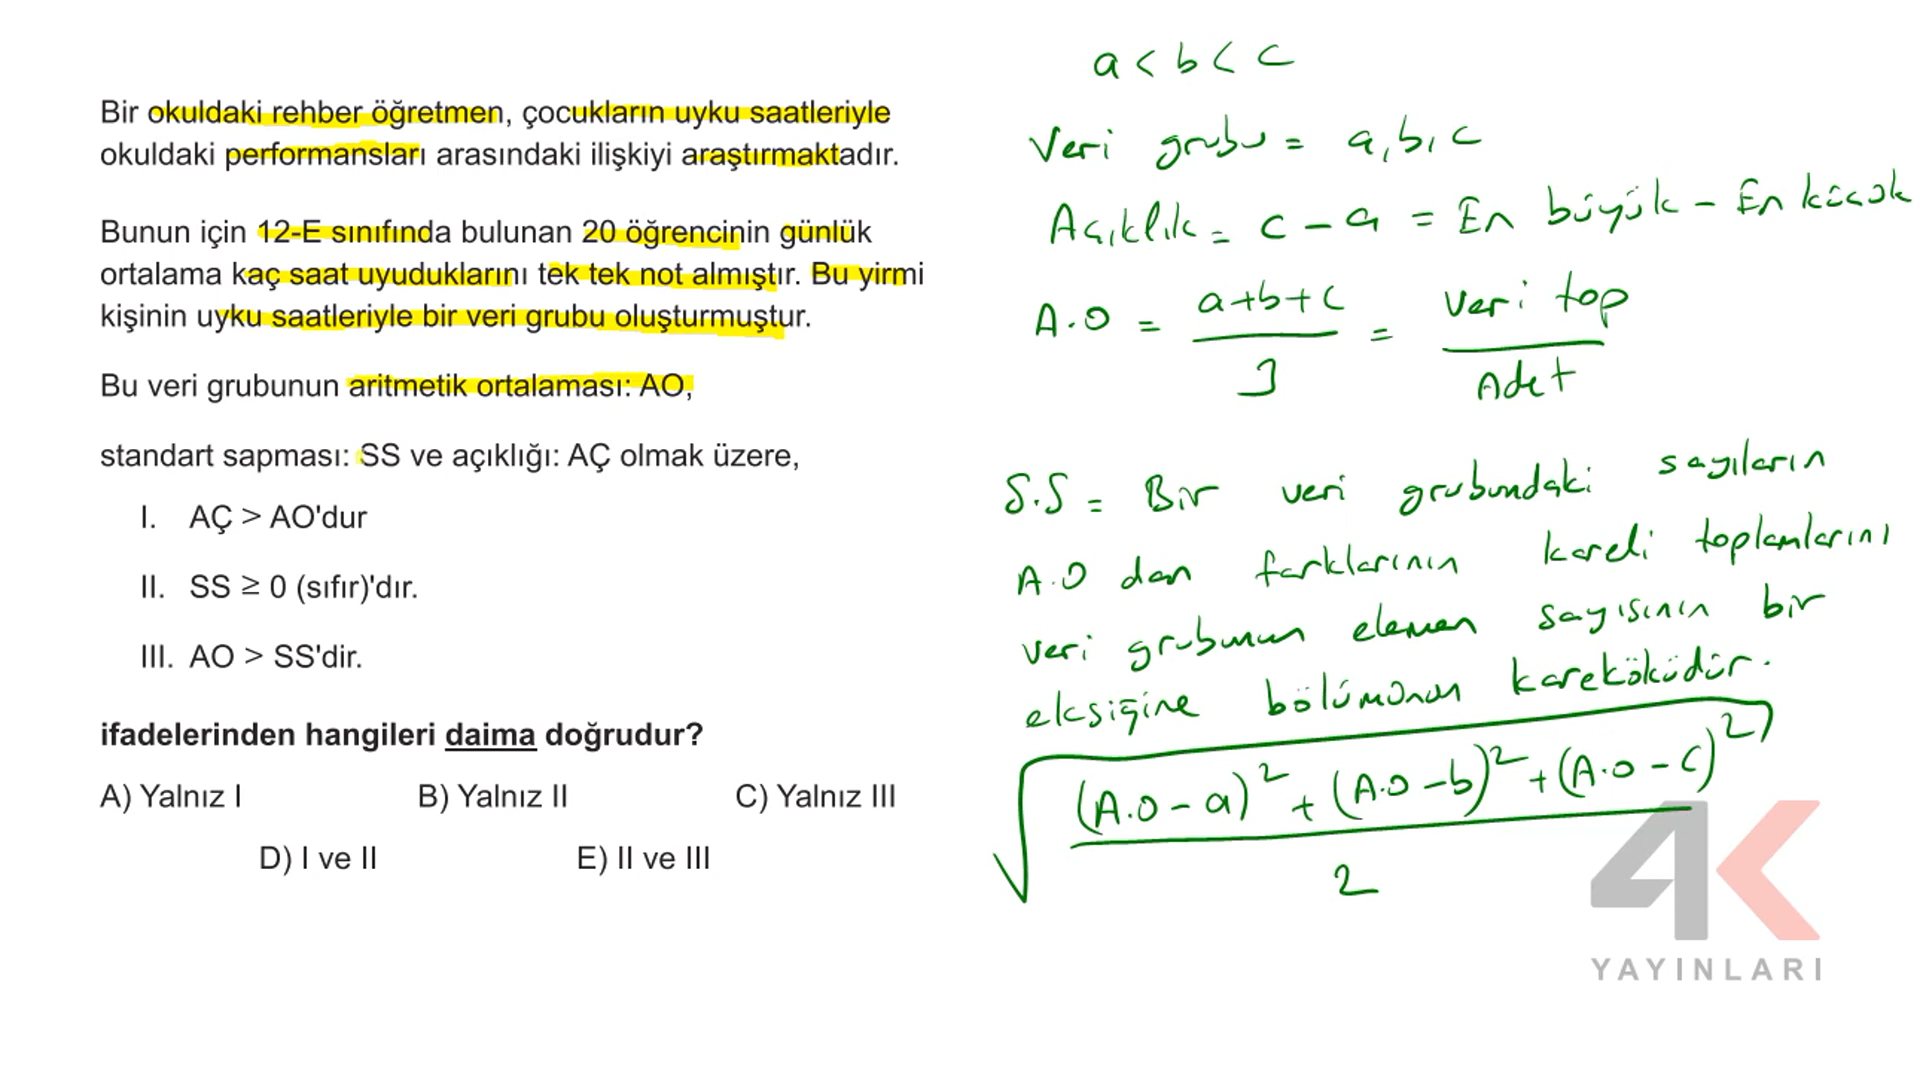 Bir okuldaki rehber öğretmen, çocukların uyku saatleriyle
okuldaki performansları arasındaki ilişkiyi araştırmaktadır.
Bunun için 12-E sınıfında bulunan 20 öğrencinin günlük
ortalama kaç saat uyuduklarını tek tek not almıştır. Bu yirmi
kişinin uyku saatleriyle bir veri grubu oluşturmuştur.
Bu veri grubunun aritmetik ortalaması: AO,
standart sapması: SS ve açıklığı: AÇ olmak üzere,
I. AÇ > AO'dur
II. SS ≥ 0 (sıfır)'dır.
III. AO > SS'dir.
ifadelerinden hangileri daima doğrudur?
A) Yalnız I B) Yalnız II C) Yalnız III
D) I ve II E) II ve III
a < b < c
Veri grubu = a, b, c
Açıklık = c - a = En büyük - En küçük
A.O = a+b+c / 3 = Veri top / Adet
S.S = Bir veri grubundaki sayıların
A.O dan farklarının kareli toplamlarını
veri grubunun eleman sayısının bir
eksiğine bölümünün kareköküdür.
√((A.O - a)² + (A.O - b)² + (A.O - c)² / 2)
4K
YAYINLARI